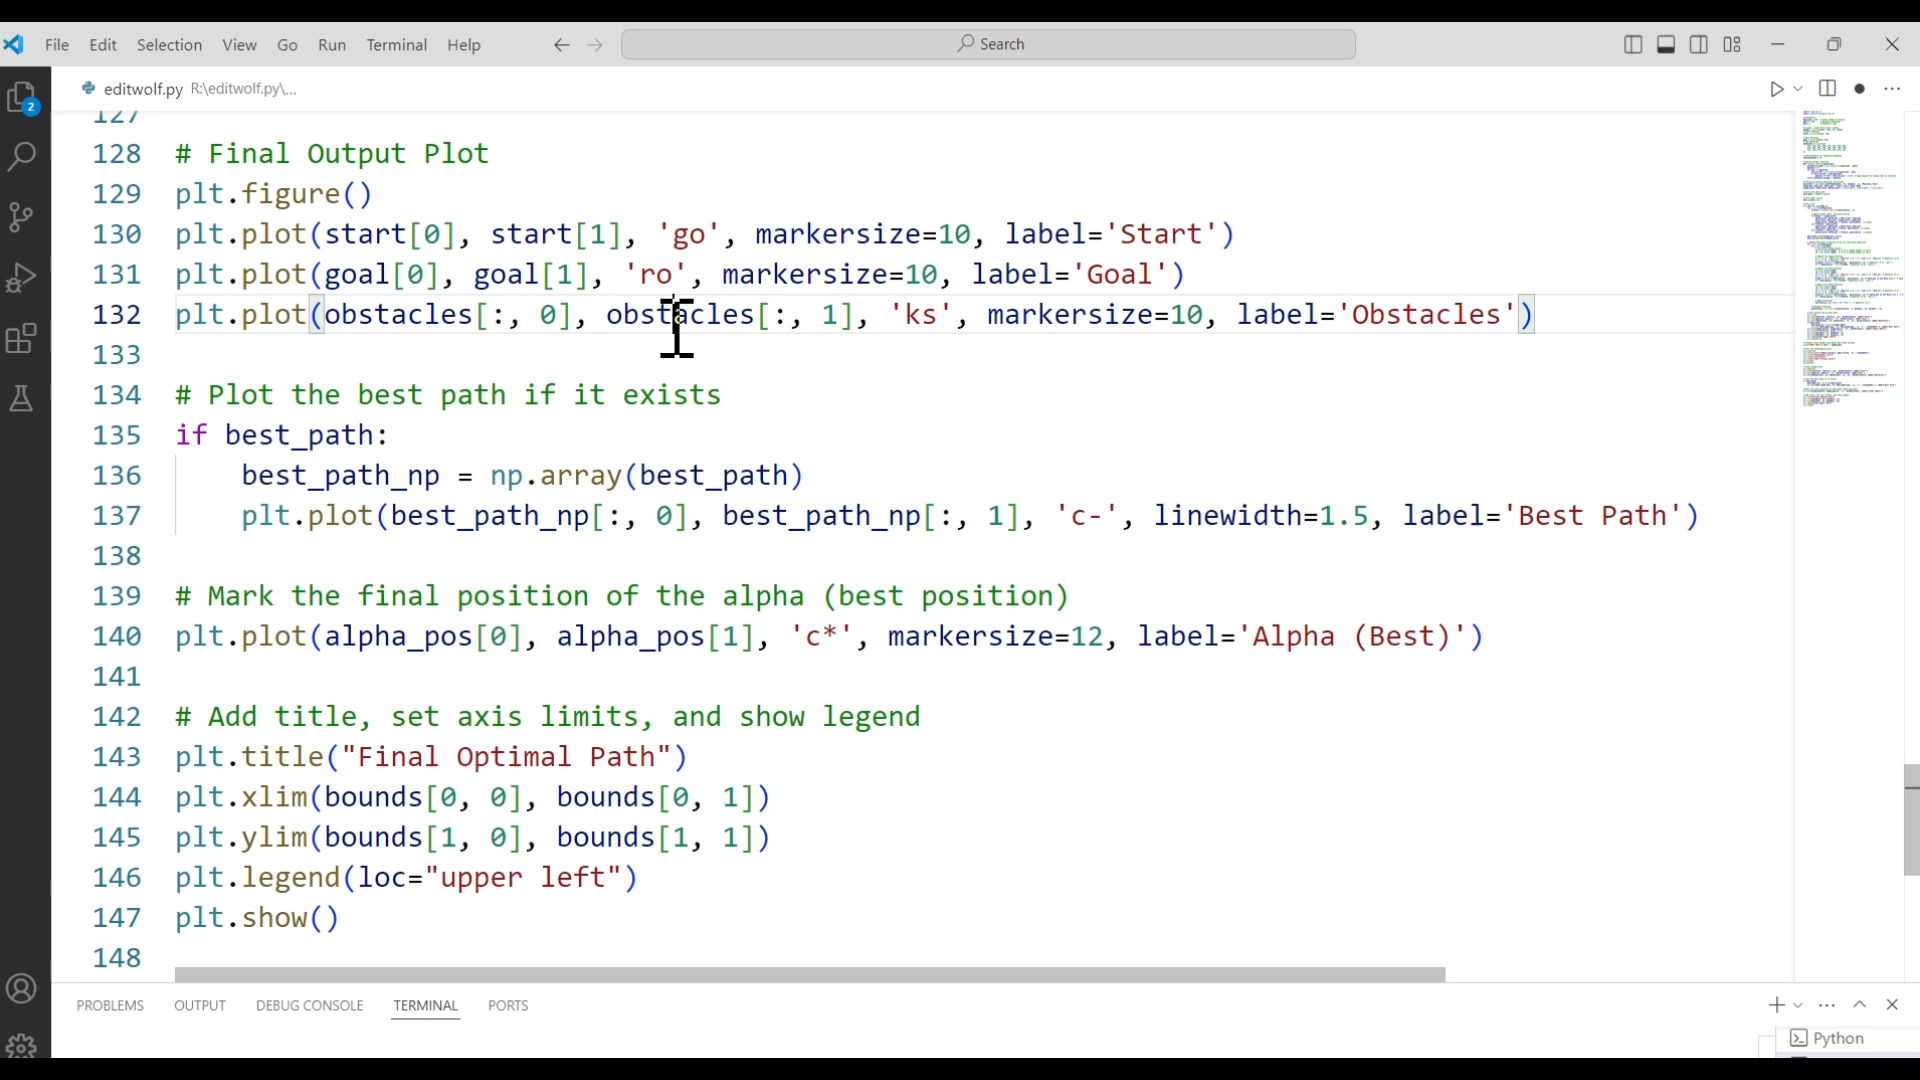 File Edit Selection View Go Run Terminal Help Search
editwolf.py R:\editwolf.py\...
2
127
128 # Final Output Plot
129 plt.figure()
130 plt.plot(start[0], start[1], 'go', markersize=10, label='Start')
131 plt.plot(goal[0], goal[1], 'ro', markersize=10, label='Goal')
132 plt.plot(obstacles[:, 0], obstacles[:, 1], 'ks', markersize=10, label='Obstacles')
133
134 # Plot the best path if it exists
135 if best_path:
136     best_path_np = np.array(best_path)
137     plt.plot(best_path_np[:, 0], best_path_np[:, 1], 'c-', linewidth=1.5, label='Best Path')
138
139 # Mark the final position of the alpha (best position)
140 plt.plot(alpha_pos[0], alpha_pos[1], 'c*', markersize=12, label='Alpha (Best)')
141
142 # Add title, set axis limits, and show legend
143 plt.title("Final Optimal Path")
144 plt.xlim(bounds[0, 0], bounds[0, 1])
145 plt.ylim(bounds[1, 0], bounds[1, 1])
146 plt.legend(loc="upper left")
147 plt.show()
148
PROBLEMS OUTPUT DEBUG CONSOLE TERMINAL PORTS
Python